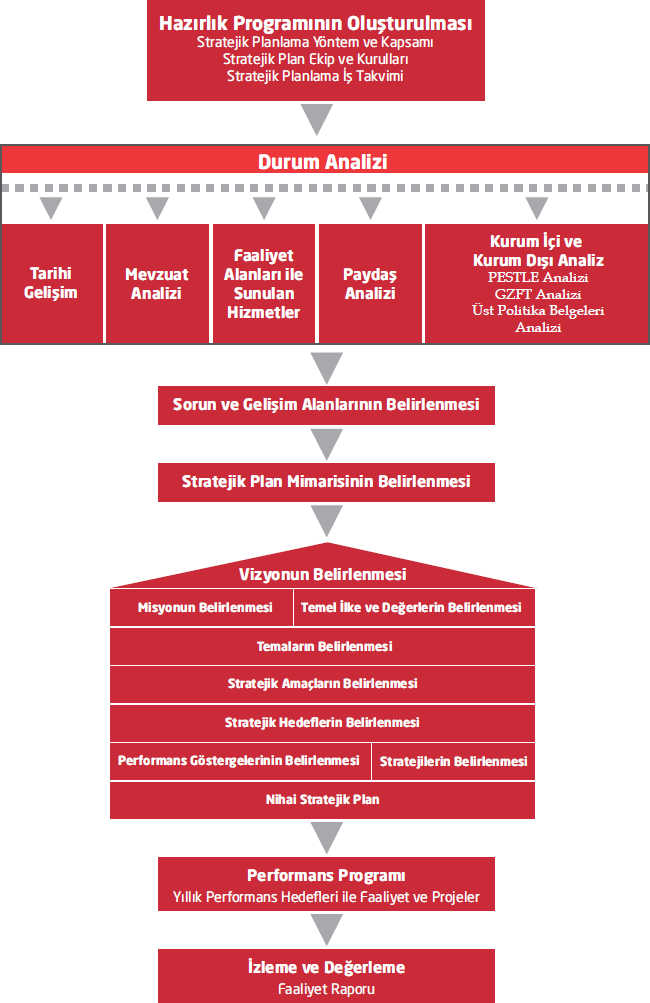 Hazırlık Programının Oluşturulması
Stratejik Planlama Yöntem ve Kapsamı
Stratejik Plan Ekip ve Kurulları
Stratejik Planlama İş Takvimi
Durum Analizi
Tarihi
Gelişim
Mevzuat
Analizi
Faaliyet
Alanları ile
Sunulan
Hizmetler
Paydaş
Analizi
Kurum İçi ve
Kurum Dışı Analiz
PESTLE Analizi
GZFT Analizi
Üst Politika Belgeleri
Analizi
Sorun ve Gelişim Alanlarının Belirlenmesi
Stratejik Plan Mimarisinin Belirlenmesi
Vizyonun Belirlenmesi
Misyonun Belirlenmesi
Temel İlke ve Değerlerin Belirlenmesi
Temaların Belirlenmesi
Stratejik Amaçların Belirlenmesi
Stratejik Hedeflerin Belirlenmesi
Performans Göstergelerinin Belirlenmesi
Stratejilerin Belirlenmesi
Nihai Stratejik Plan
Performans Programı
Yıllık Performans Hedefleri ile Faaliyet ve Projeler
İzleme ve Değerleme
Faaliyet Raporu